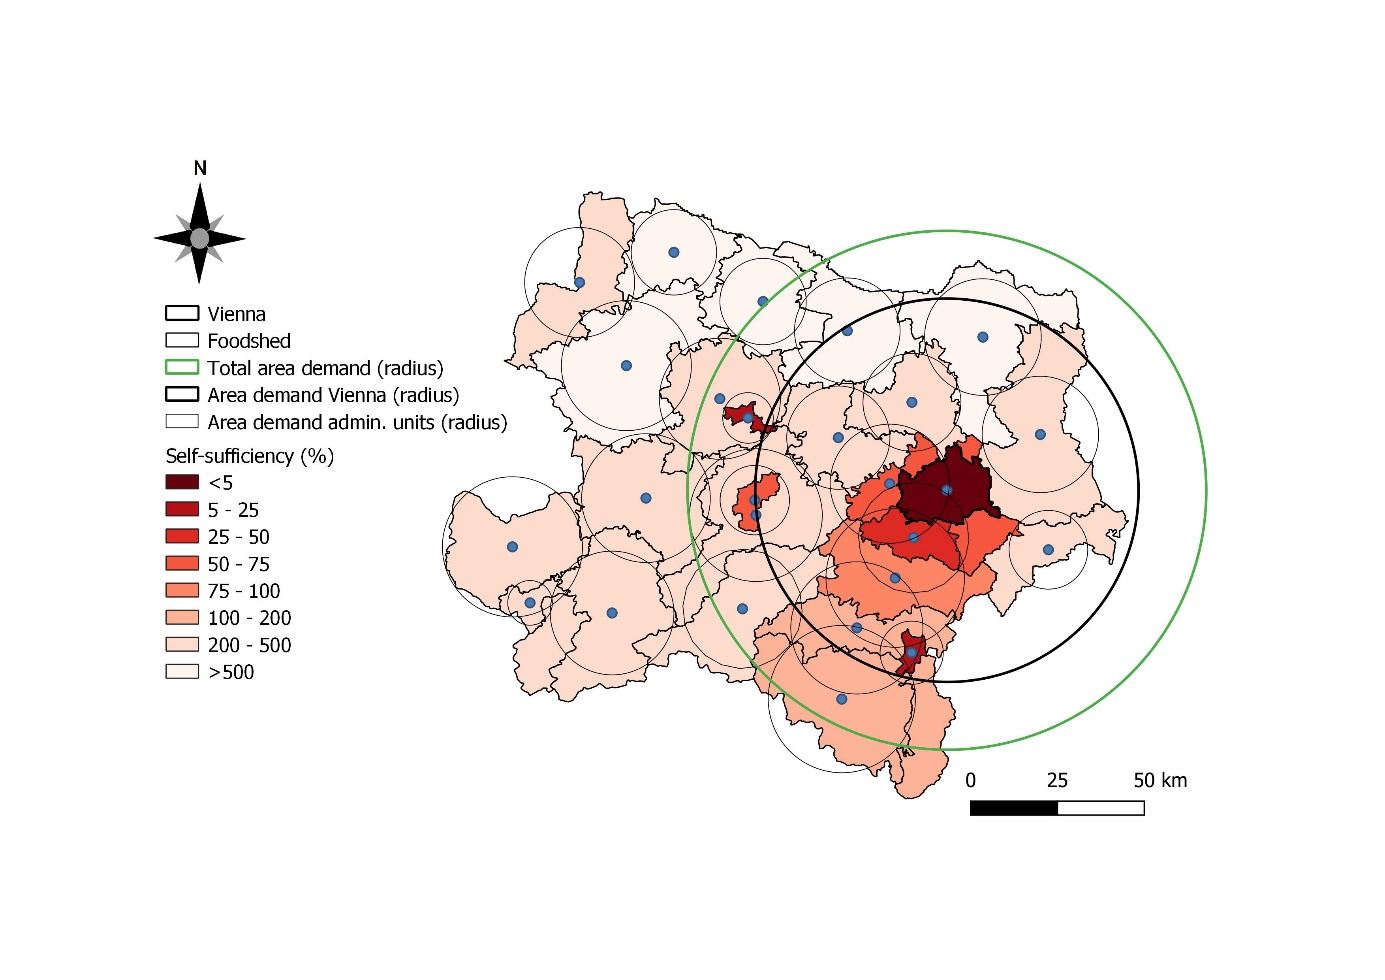 N
Vienna
Foodshed
Total area demand (radius)
Area demand Vienna (radius)
Area demand admin. units (radius)
Self-sufficiency (%)
<5
5 - 25
25 - 50
50 - 75
75 - 100
100 - 200
200 - 500
>500
0 25 50 km